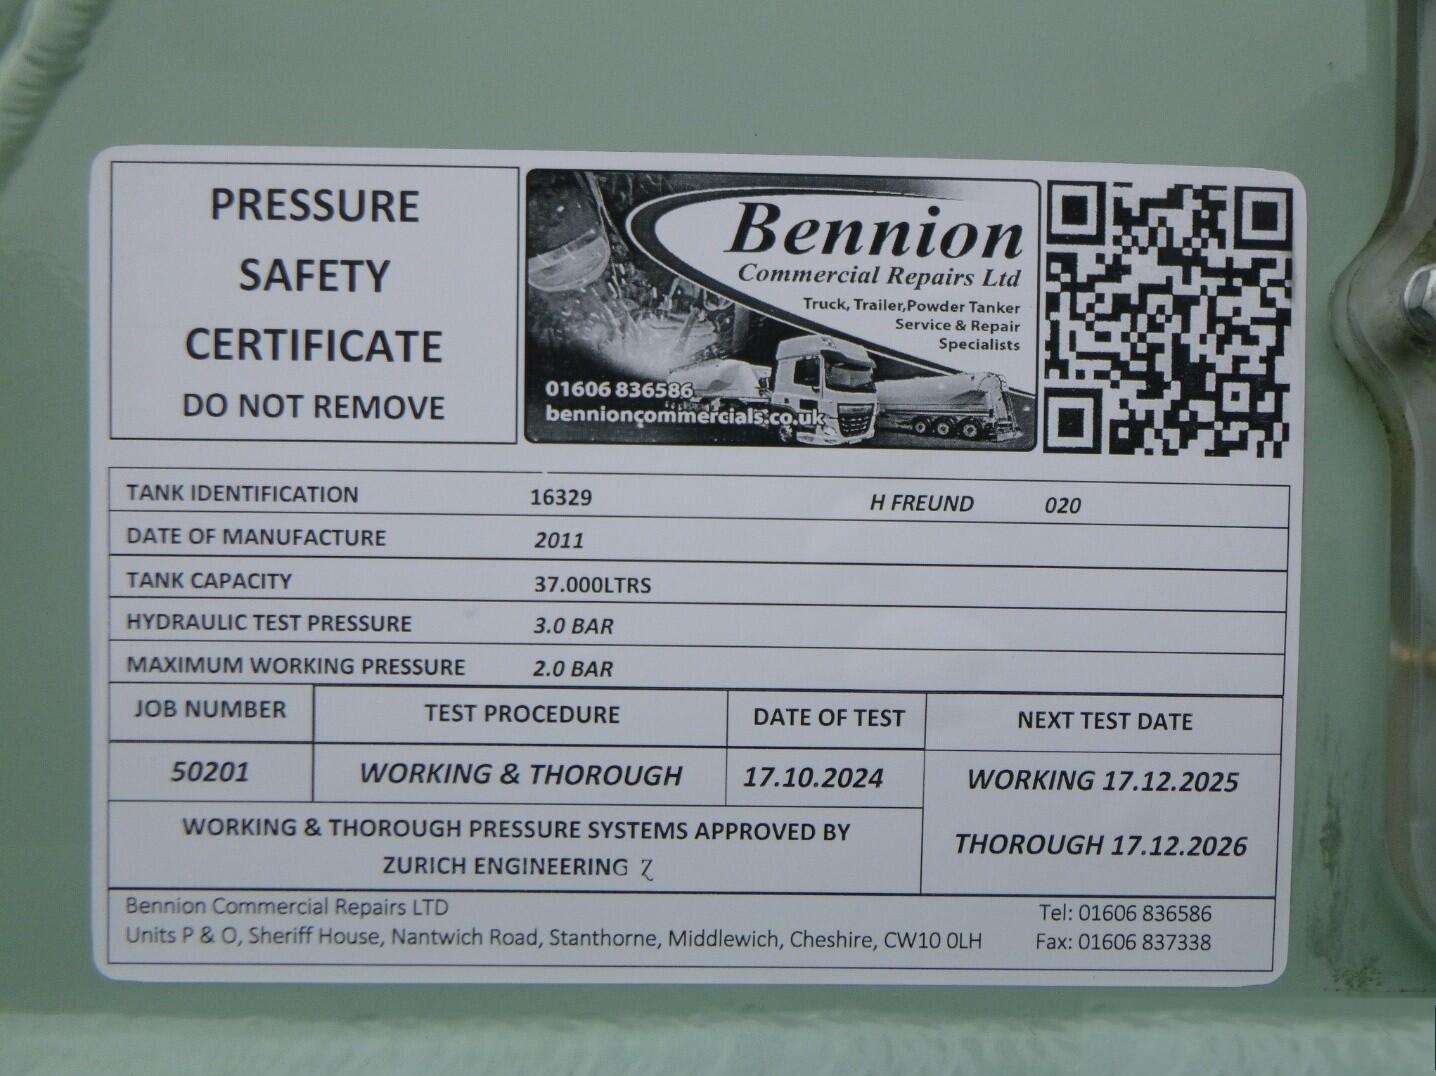 PRESSURE
SAFETY
CERTIFICATE
DO NOT REMOVE
Bennion
Commercial Repairs Ltd
Truck, Trailer,Powder Tanker
Service & Repair
Specialists
01606 836586
bennioncommercials.co.uk
TANK IDENTIFICATION 16329 H FREUND 020
DATE OF MANUFACTURE 2011
TANK CAPACITY 37.000LTRS
HYDRAULIC TEST PRESSURE 3.0 BAR
MAXIMUM WORKING PRESSURE 2.0 BAR
JOB NUMBER TEST PROCEDURE DATE OF TEST NEXT TEST DATE
50201 WORKING & THOROUGH 17.10.2024 WORKING 17.12.2025
THOROUGH 17.12.2026
WORKING & THOROUGH PRESSURE SYSTEMS APPROVED BY
ZURICH ENGINEERING Z
Bennion Commercial Repairs LTD
Units P & O, Sheriff House, Nantwich Road, Stanthorne, Middlewich, Cheshire, CW10 0LH
Tel: 01606 836586
Fax: 01606 837338